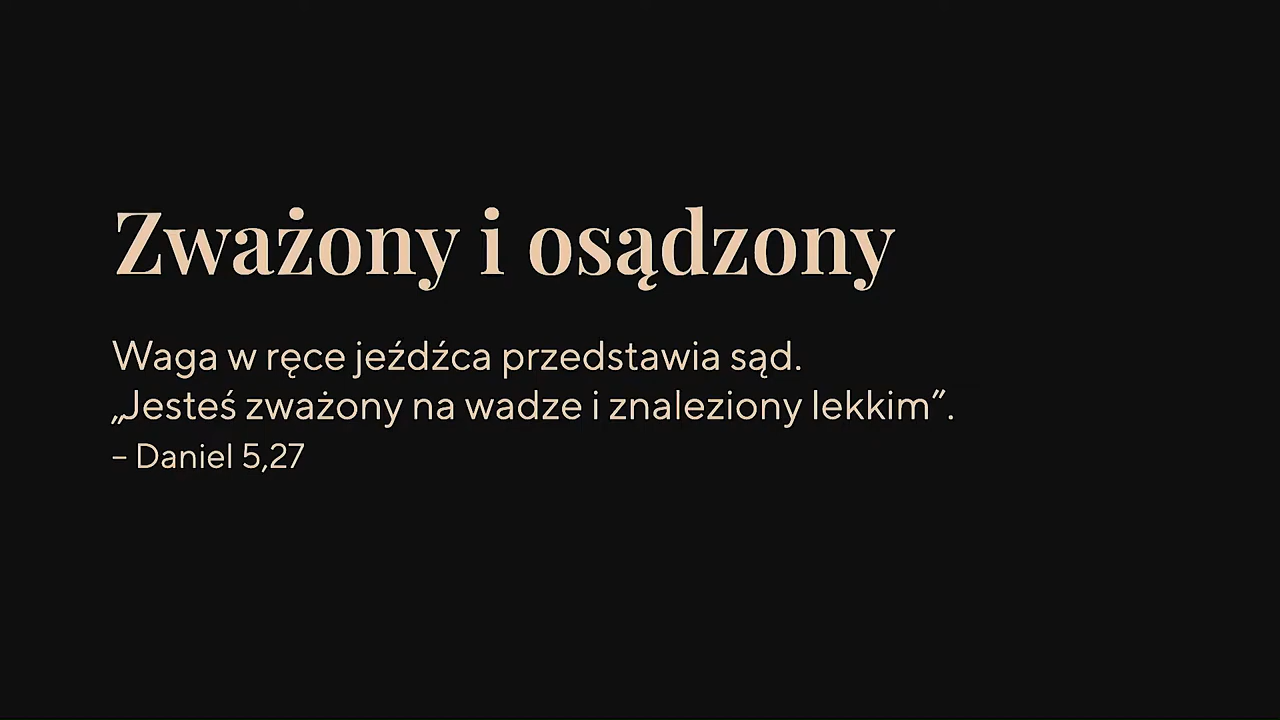 Zważony i osądzony
Waga w ręce jeźdźca przedstawia sąd.
„Jesteś zważony na wadze i znaleziony lekkim”.
– Daniel 5,27